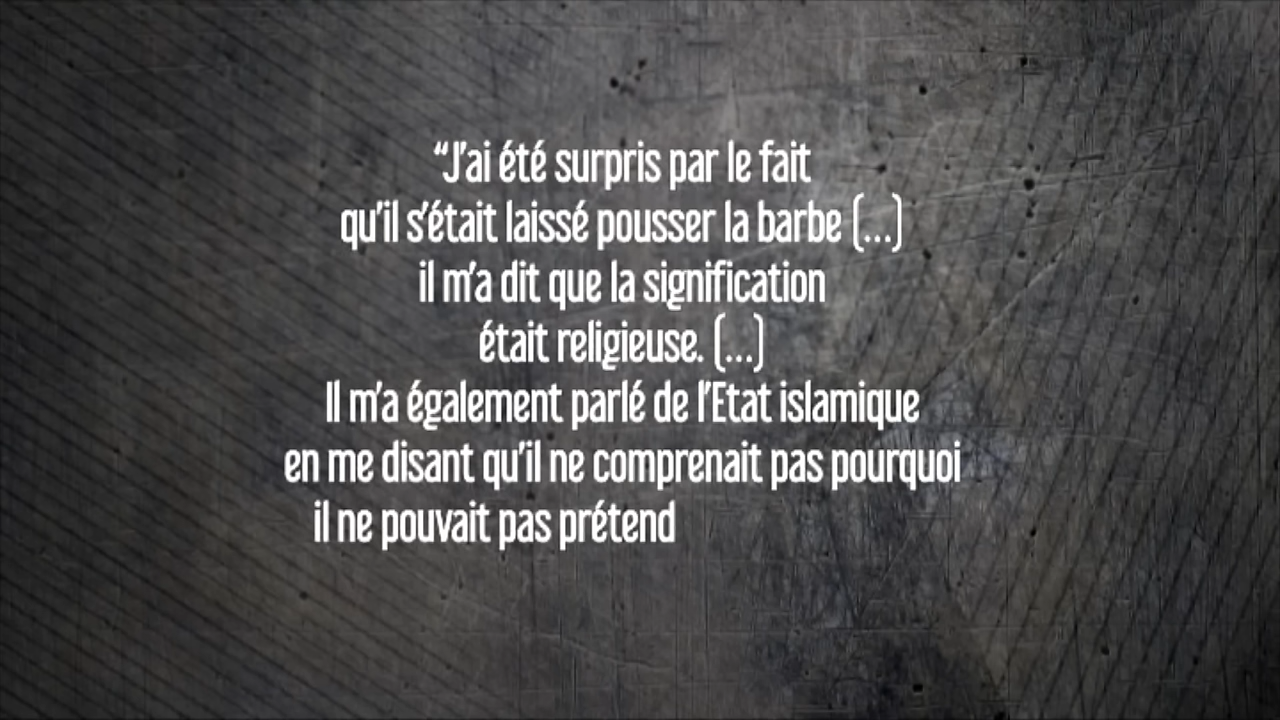 “J’ai été surpris par le fait
qu’il s’était laissé pousser la barbe (...)
il m’a dit que la signification
était religieuse. (...)
Il m’a également parlé de l’Etat islamique
en me disant qu’il ne comprenait pas pourquoi
il ne pouvait pas prétend